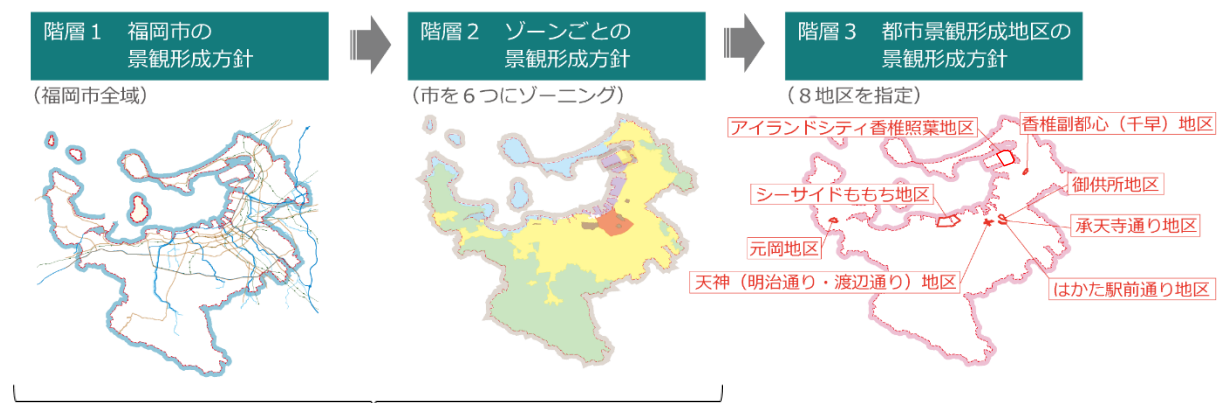 階層１　福岡市の
景観形成方針
（福岡市全域）
階層２　ゾーンごとの
景観形成方針
（市を６つにゾーニング）
階層３　都市景観形成地区の
景観形成方針
（８地区を指定）
アイランドシティ香椎照葉地区
香椎副都心（千早）地区
シーサイドももち地区
御供所地区
元岡地区
承天寺通り地区
天神（明治通り・渡辺通り）地区
はかた駅前通り地区